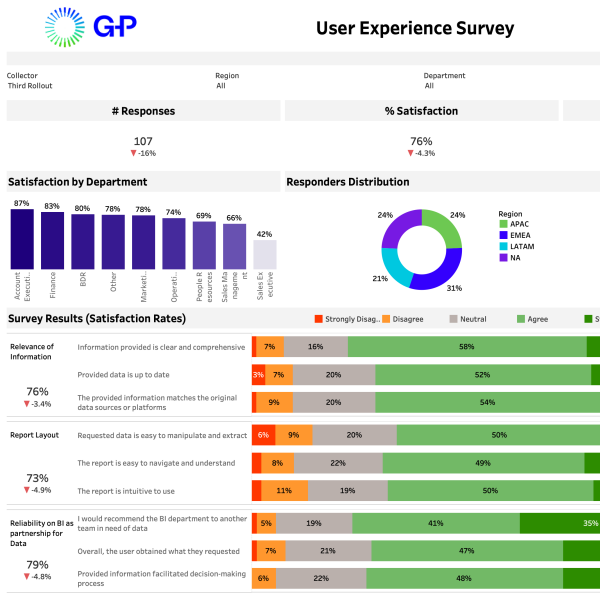 G-P
User Experience Survey
Collector
Third Rollout
Region
All
Department
All
# Responses
107
-16%
% Satisfaction
76%
-4.3%
Satisfaction by Department
87%
83%
80%
78%
78%
74%
69%
66%
42%
Account
Executi..
Finance
BDR
Other
Marketi..
Operati..
People R
esources
Sales Ma
nageme
nt
Sales Ex
ecutive
Responders Distribution
24%
24%
21%
31%
Region
APAC
EMEA
LATAM
NA
Survey Results (Satisfaction Rates)
Strongly Disag..
Disagree
Neutral
Agree
S
Relevance of
Information
76%
-3.4%
Information provided is clear and comprehensive
7%
16%
58%
Provided data is up to date
3%
7%
20%
52%
The provided information matches the original
data sources or platforms
9%
20%
54%
Report Layout
73%
-4.9%
Requested data is easy to manipulate and extract
6%
9%
20%
50%
The report is easy to navigate and understand
8%
22%
49%
The report is intuitive to use
11%
19%
50%
Reliability on BI as
partnership for
Data
79%
-4.8%
I would recommend the BI department to another
team in need of data
5%
19%
41%
35%
Overall, the user obtained what they requested
7%
21%
47%
Provided information facilitated decision-making
process
6%
22%
48%